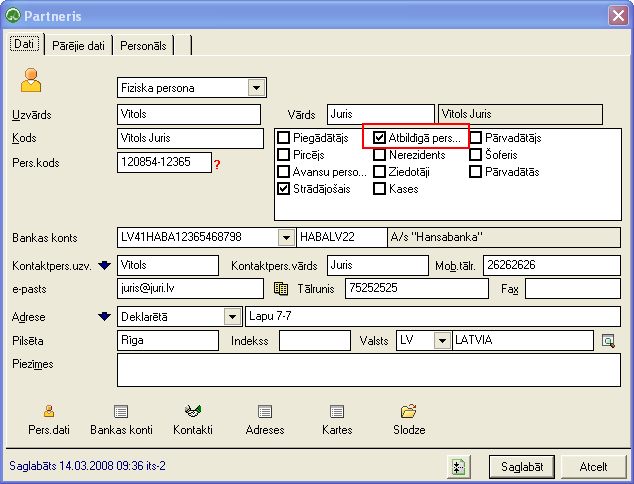 Partneris
Dati Pārējie dati Personāls
Fiziska persona
Uzvārds Vītols Vārds Juris Vītols Juris
Kods Vītols Juris
Pers.kods 120854-12365 ?
Piegādātājs Atbildīgā pers... Pārvadātājs
Pircējs Nerezidents Šoferis
Avansu perso... Ziedotāji Pārvadātās
Strādājošais Kases
Bankas konts LV41HABA12365468798 HABALV22 A/s "Hansabanka"
Kontaktpers.uzv. Vītols Kontaktpers.vārds Juris Mob.tālr. 26262626
e-pasts juris@juri.lv Tālrunis 75252525 Fax
Adrese Deklarētā Lapu 7-7
Pilsēta Rīga Indekss Valsts LV LATVIA
Piezīmes
Pers.dati Bankas konti Kontakti Adreses Kartes Slodze
Saglabāts 14.03.2008 09:36 its-2 Saglabāt Atcelt